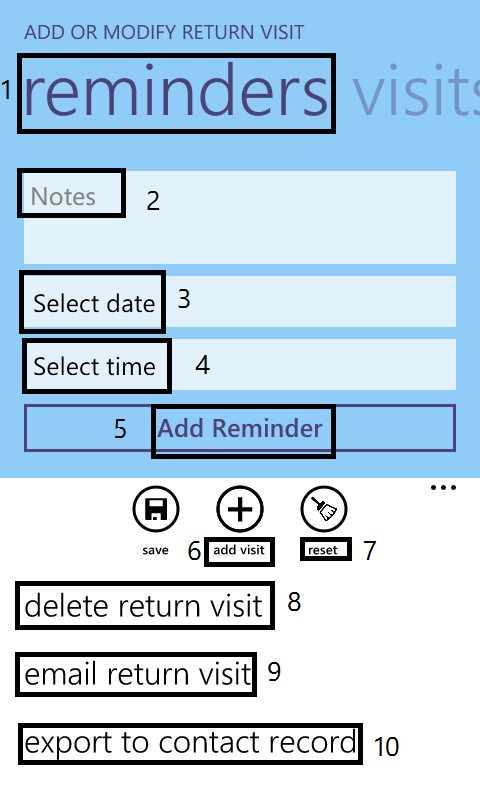 ADD OR MODIFY RETURN VISIT
1 reminders visits
Notes 2
Select date 3
Select time 4
5 Add Reminder
save 6 add visit reset 7
delete return visit 8
email return visit 9
export to contact record 10